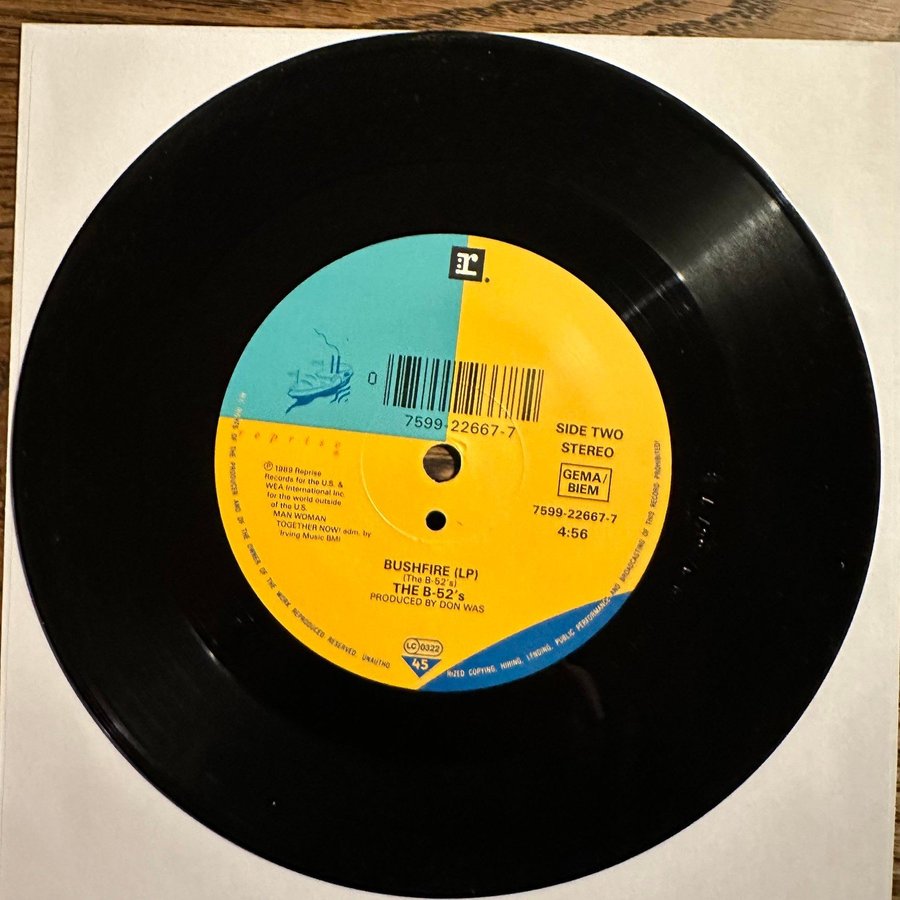 :r
0
7599-22667-7
reprise
SIDE TWO
STEREO
GEMA/
BIEM
7599-22667-7
4:56
℗ 1989 Reprise
Records for the U.S. &
WEA International Inc.
for the world outside
of the U.S.
MAN WOMAN
TOGETHER NOW! adm. by
Irving Music BMI
BUSHFIRE (LP)
(The B-52's)
THE B-52's
PRODUCED BY DON WAS
LC 0322
45
OF THE PRODUCER AND OF THE OWNER OF THE WORK REPRODUCED RESERVED. UNAUTHO
RIZED COPYING, HIRING, LENDING, PUBLIC PERFORMANCE AND BROADCASTING OF THIS RECORD PROHIBITED!